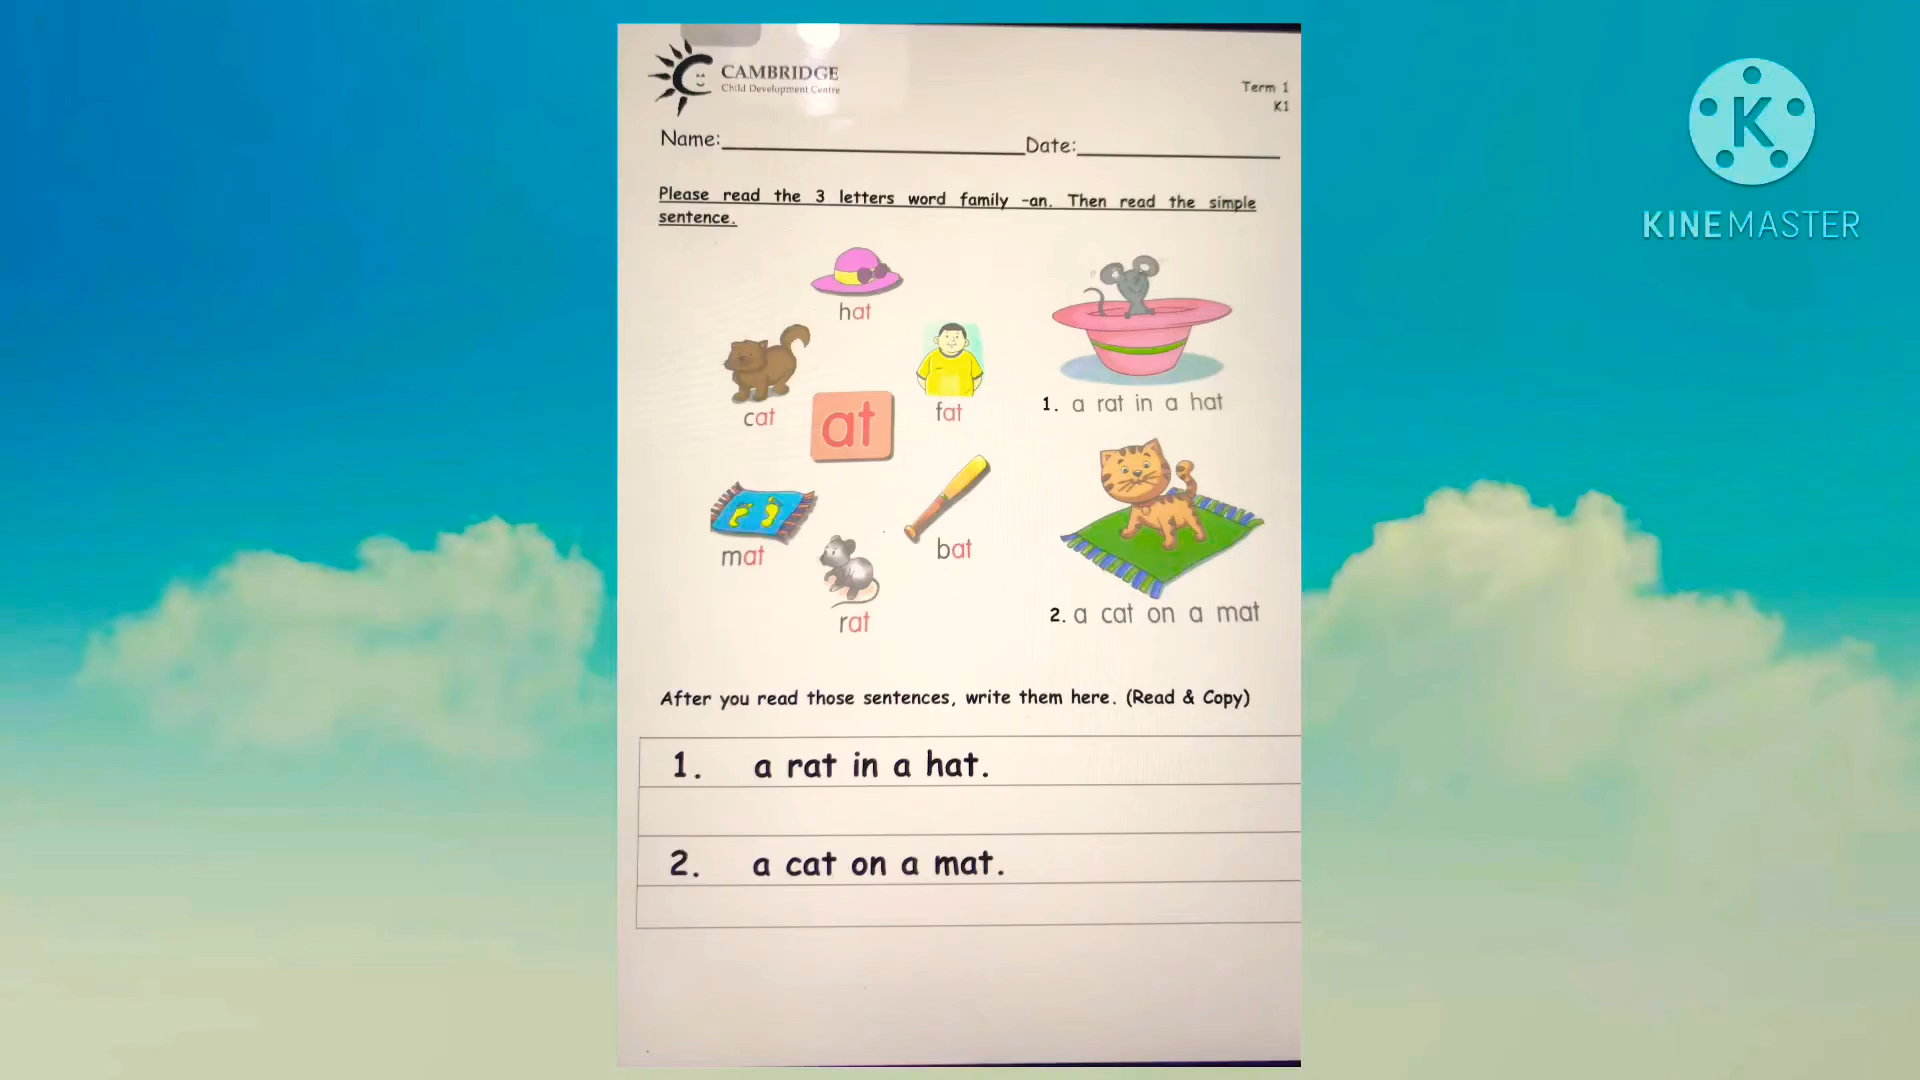 CAMBRIDGE
Child Development Centre
Term 1
K1
Name:
Date:
Please read the 3 letters word family -an. Then read the simple
sentence.
hat
cat
at
fat
mat
bat
rat
1. a rat in a hat
2. a cat on a mat
After you read those sentences, write them here. (Read & Copy)
1. a rat in a hat.
2. a cat on a mat.
K
KINEMASTER